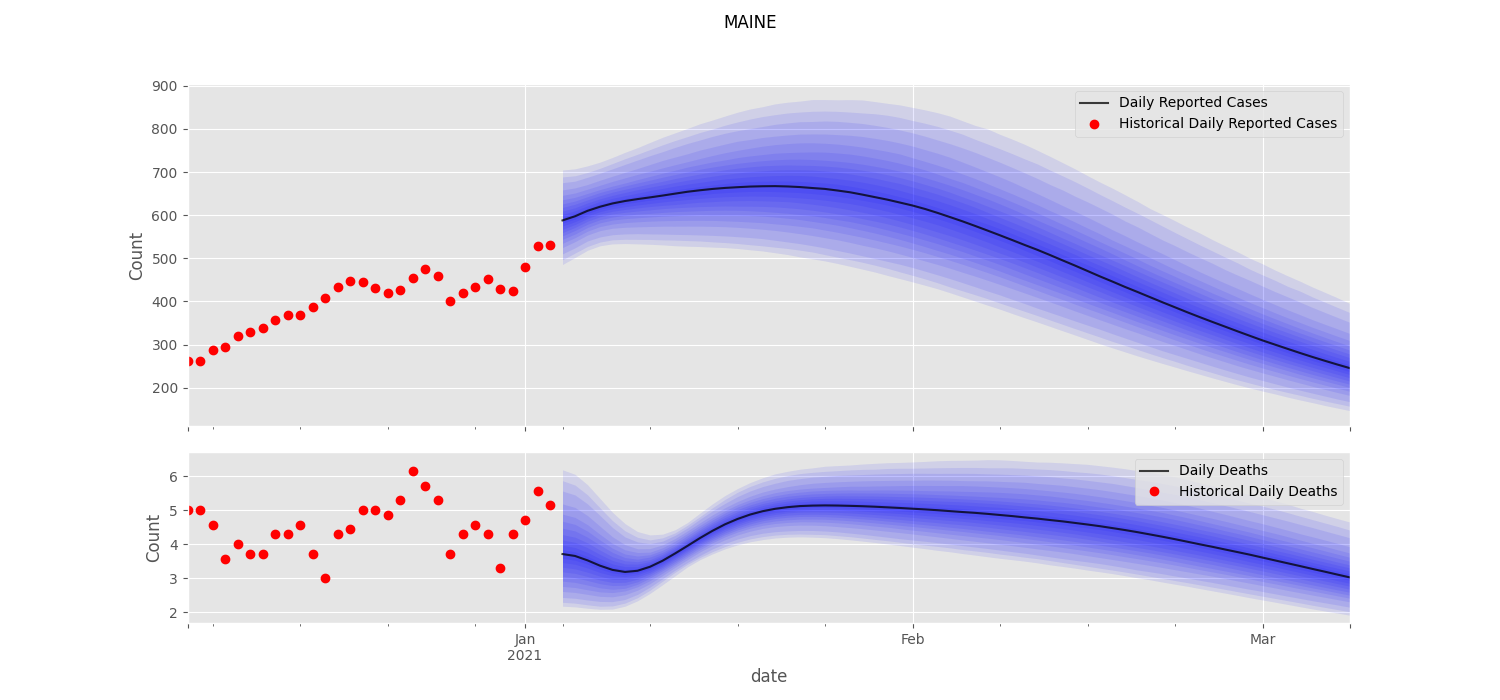 MAINE
900
800
700
600
500
400
300
200
Count
Daily Reported Cases
Historical Daily Reported Cases
6
5
4
3
2
Count
Daily Deaths
Historical Daily Deaths
Jan
2021
Feb
Mar
date